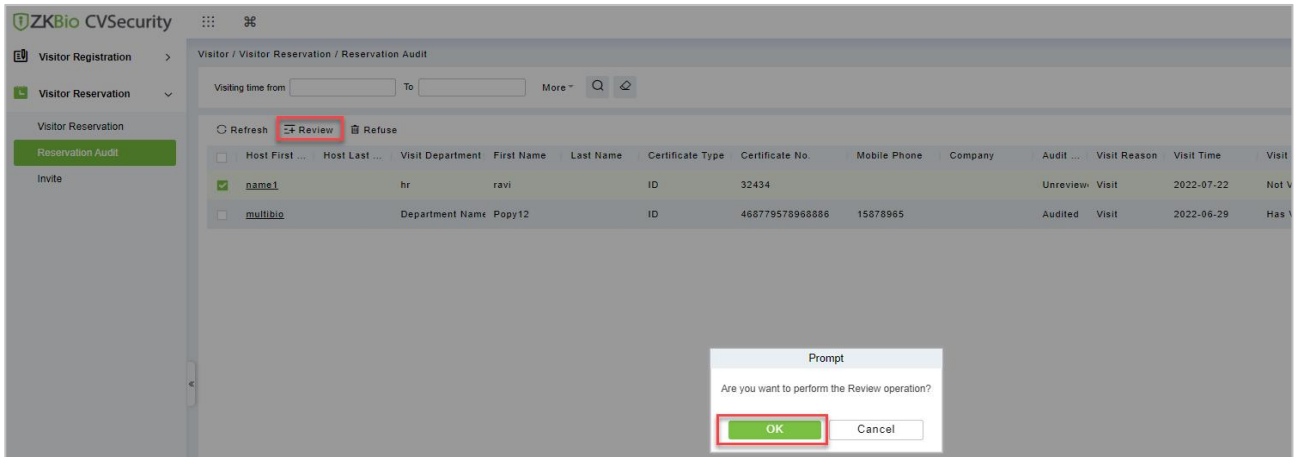 ZKBio CVSecurity
Visitor Registration
Visitor / Visitor Reservation / Reservation Audit
Visitor Reservation
Visiting time from To More
Visitor Reservation
Refresh Review Refuse
Reservation Audit
Host First ... Host Last ... Visit Department First Name Last Name Certificate Type Certificate No. Mobile Phone Company Audit ... Visit Reason Visit Time Visit
Invite
name1 hr ravi ID 32434 Unreview Visit 2022-07-22 Not
multibio Department Name Popy12 ID 468779578968886 15878965 Audited Visit 2022-06-29 Has
Prompt
Are you want to perform the Review operation?
OK Cancel